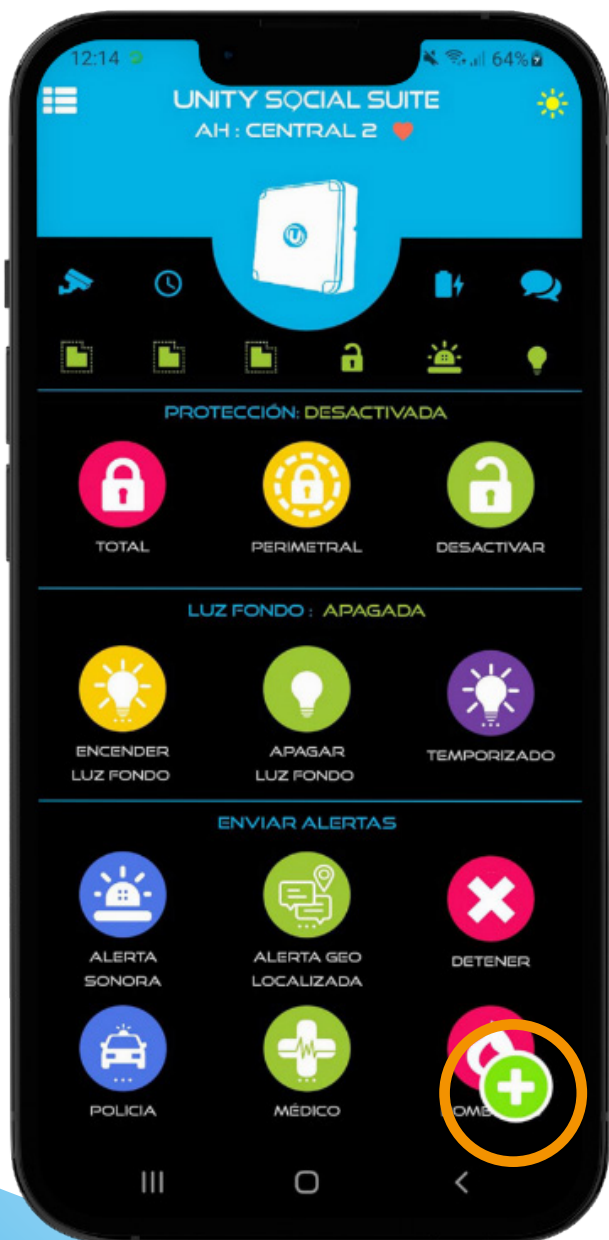 12:14
64%
UNITY SOCIAL SUITE
AH : CENTRAL 2
PROTECCIÓN: DESACTIVADA
TOTAL
PERIMETRAL
DESACTIVAR
LUZ FONDO : APAGADA
ENCENDER
LUZ FONDO
APAGAR
LUZ FONDO
TEMPORIZADO
ENVIAR ALERTAS
ALERTA
SONORA
ALERTA GEO
LOCALIZADA
DETENER
POLICIA
MÉDICO